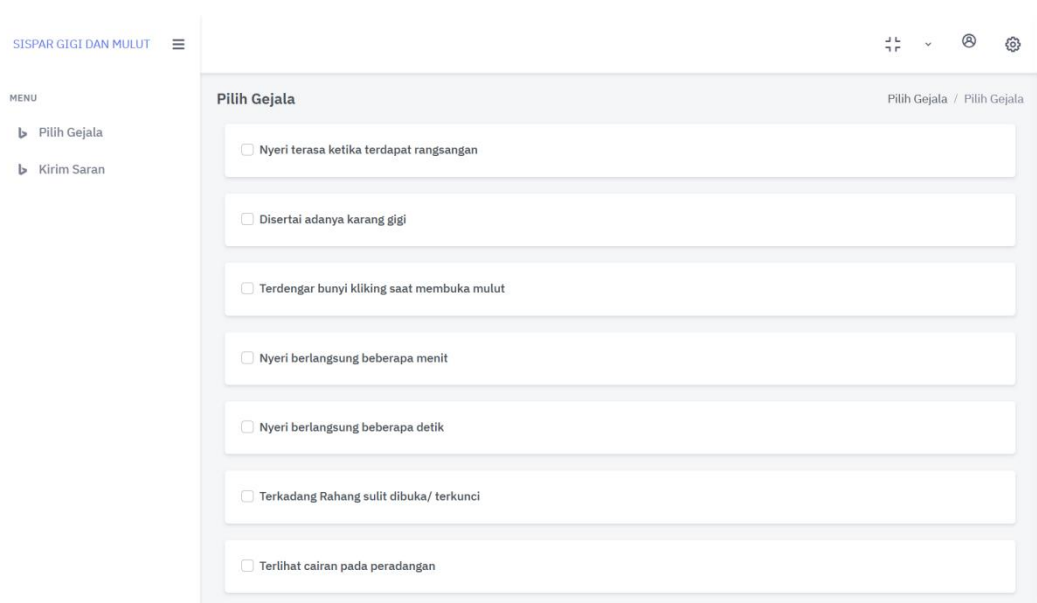 SISPAR GIGI DAN MULUT
MENU
Pilih Gejala
Kirim Saran
Pilih Gejala
Pilih Gejala / Pilih Gejala
Nyeri terasa ketika terdapat rangsangan
Disertai adanya karang gigi
Terdengar bunyi kliking saat membuka mulut
Nyeri berlangsung beberapa menit
Nyeri berlangsung beberapa detik
Terkadang Rahang sulit dibuka/ terkunci
Terlihat cairan pada peradangan